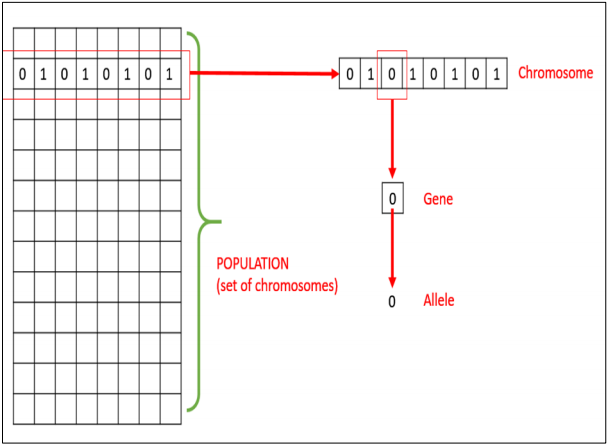 0 1 0 1 0 1 0 1
0 1 0 1 0 1 0 1 Chromosome
0 Gene
POPULATION
(set of chromosomes)
0 Allele